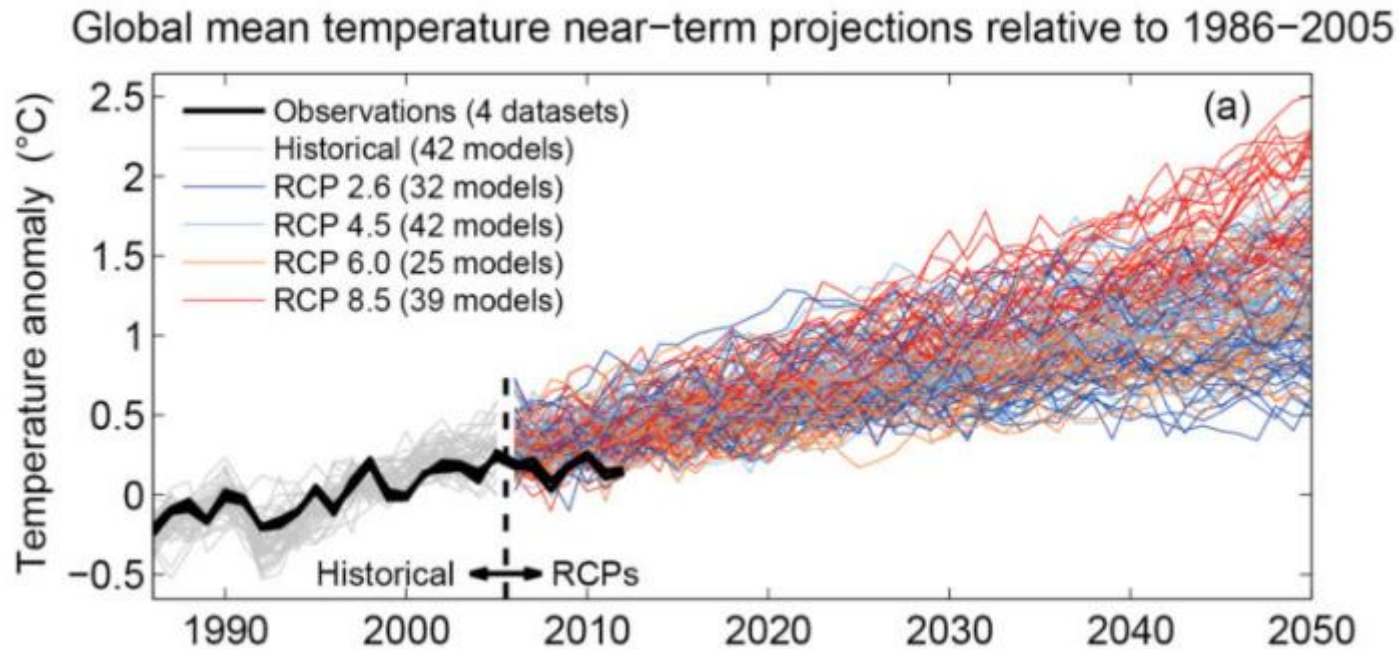 Global mean temperature near−term projections relative to 1986−2005
(a)
Observations (4 datasets)
Historical (42 models)
RCP 2.6 (32 models)
RCP 4.5 (42 models)
RCP 6.0 (25 models)
RCP 8.5 (39 models)
Temperature anomaly (°C)
2.5
2
1.5
1
0.5
0
−0.5
Historical RCPs
1990 2000 2010 2020 2030 2040 2050